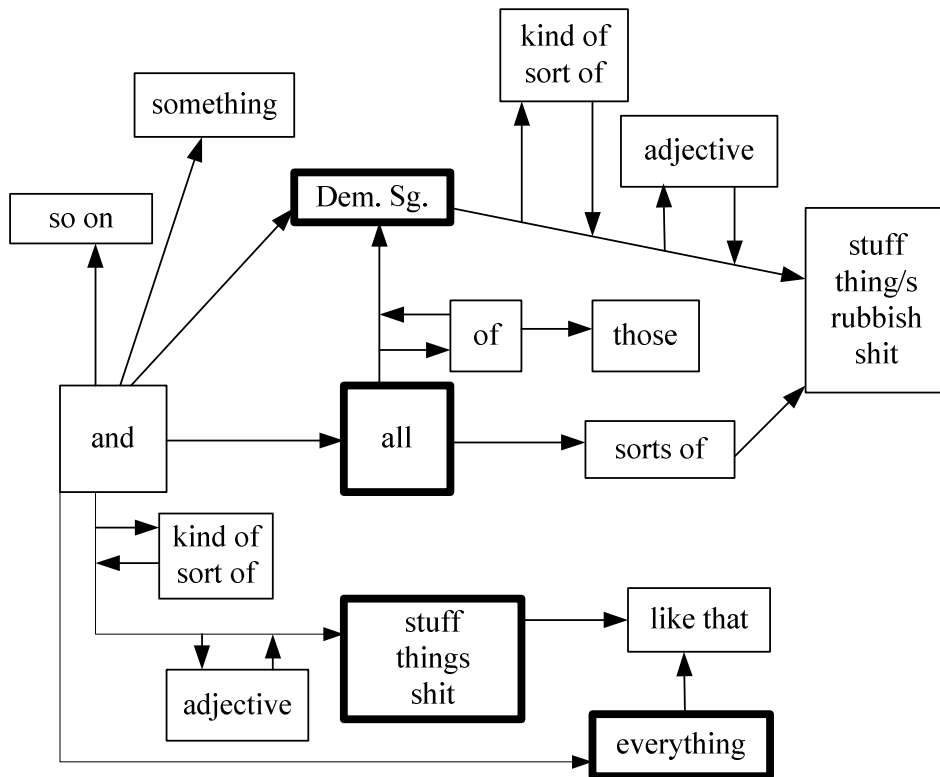 kind of
sort of
something
adjective
Dem. Sg.
so on
stuff
thing/s
rubbish
shit
of
those
and
all
sorts of
kind of
sort of
stuff
things
shit
like that
adjective
everything